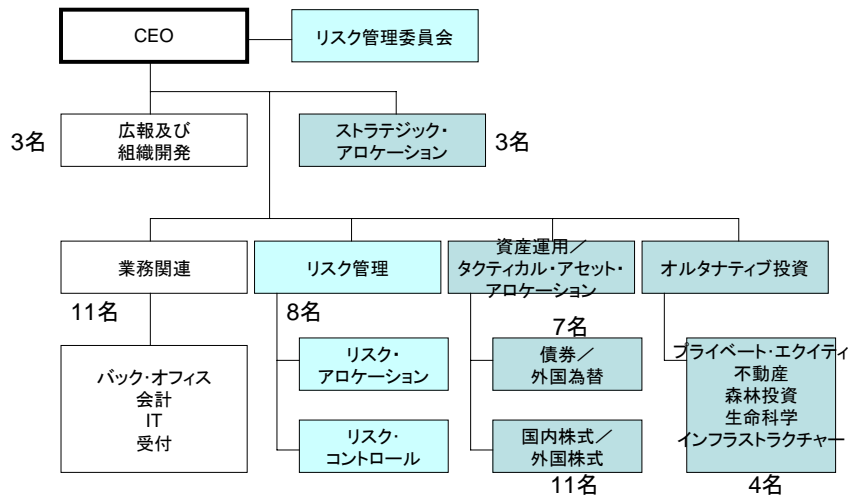 CEO
リスク管理委員会
3名
広報及び
組織開発
ストラテジック・
アロケーション
3名
業務関連
リスク管理
資産運用／
タクティカル・アセット・
アロケーション
オルタナティブ投資
11名
8名
7名
バック・オフィス
会計
IT
受付
リスク・
アロケーション
リスク・
コントロール
債券／
外国為替
国内株式／
外国株式
11名
プライベート・エクイティ
不動産
森林投資
生命科学
インフラストラクチャー
4名